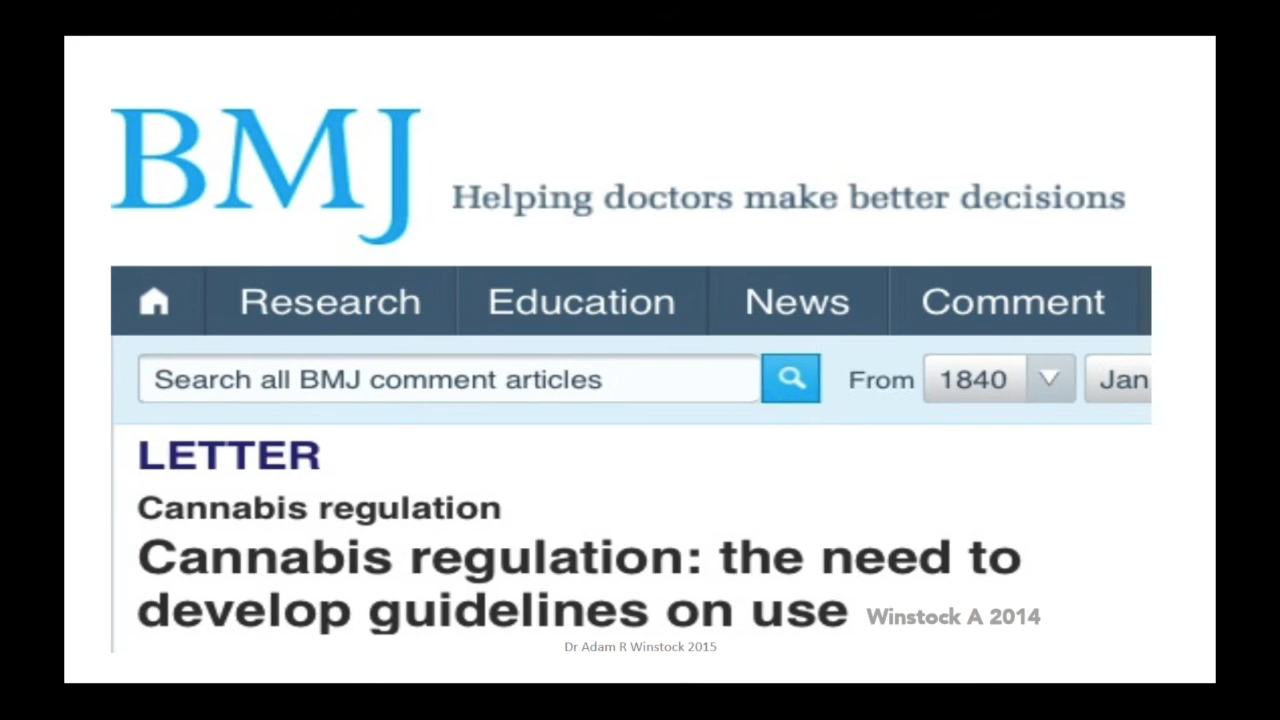 BMJ Helping doctors make better decisions
Research Education News Comment
Search all BMJ comment articles From 1840 Jan
LETTER
Cannabis regulation
Cannabis regulation: the need to
develop guidelines on use Winstock A 2014
Dr Adam R Winstock 2015